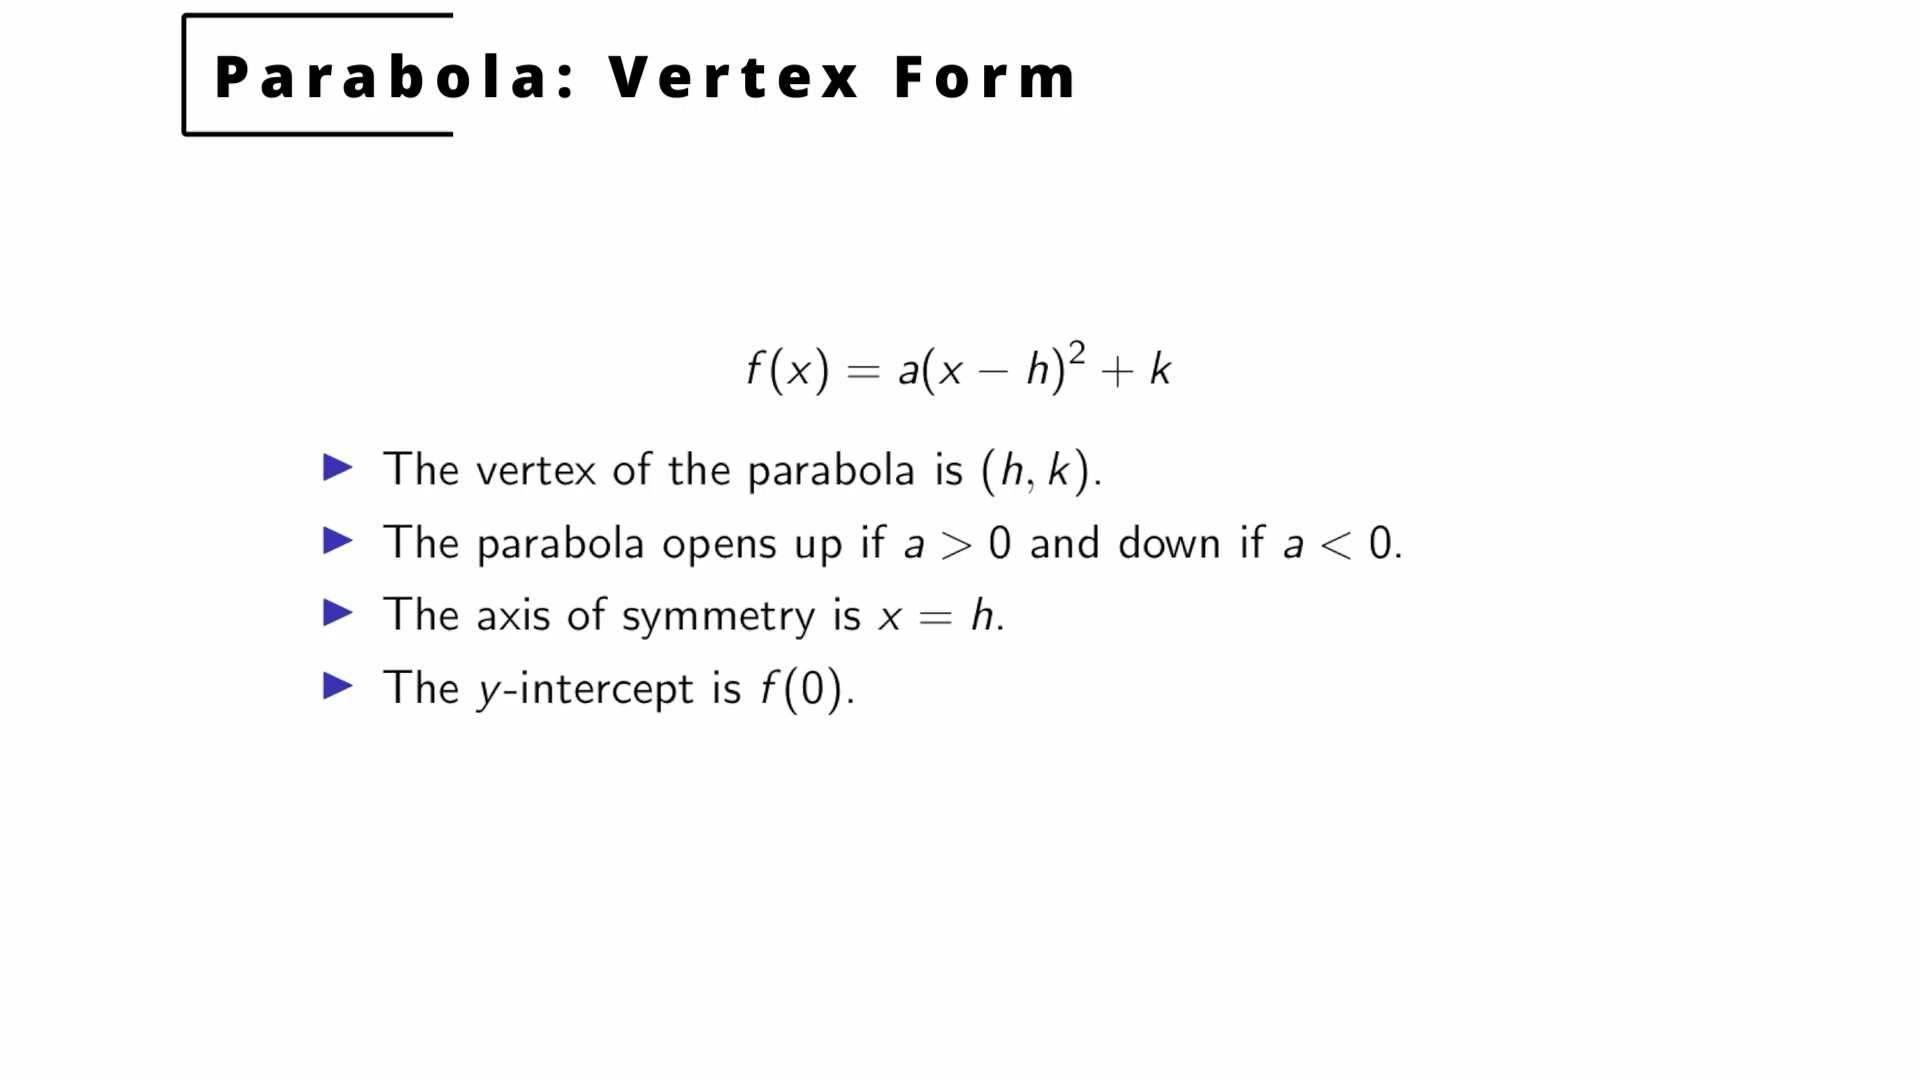 Parabola: Vertex Form
f(x) = a(x − h)² + k
▶ The vertex of the parabola is (h, k).
▶ The parabola opens up if a > 0 and down if a < 0.
▶ The axis of symmetry is x = h.
▶ The y-intercept is f(0).